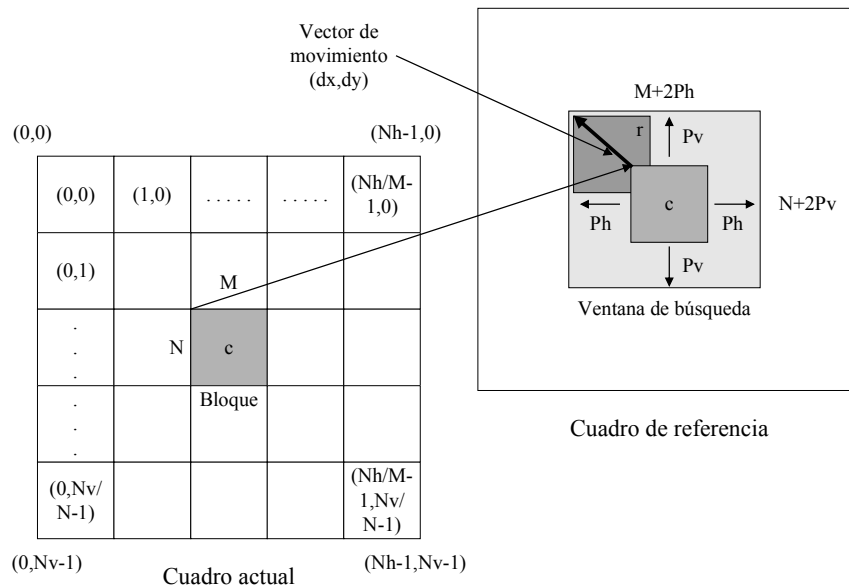 Vector de
movimiento
(dx,dy)
M+2Ph
(0,0)
(Nh-1,0)
r
Pv
(0,0)
(1,0)
. . . . .
. . . . .
(Nh/M-
1,0)
c
Ph
Ph
N+2Pv
(0,1)
M
Pv
Ventana de búsqueda
.
.
.
N
c
Bloque
.
.
.
Cuadro de referencia
(0,Nv/
N-1)
(Nh/M-
1,Nv/
N-1)
(0,Nv-1)
(Nh-1,Nv-1)
Cuadro actual